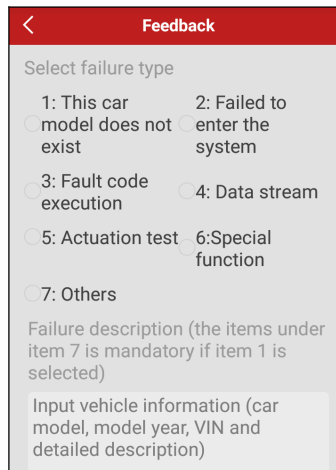 Feedback
Select failure type
1: This car
model does not
exist
2: Failed to
enter the
system
3: Fault code
execution
4: Data stream
5: Actuation test
6:Special
function
7: Others
Failure description (the items under
item 7 is mandatory if item 1 is
selected)
Input vehicle information (car
model, model year, VIN and
detailed description)